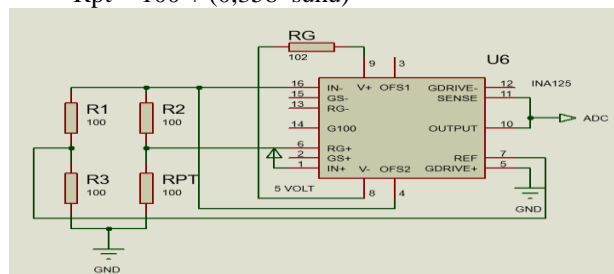 Rpt = 100 + (0,338*suhu)
RG
102
U6
9
3
V+
OFS1
16
IN-
GDRIVE-
12
INA125
15
GS-
SENSE
11
13
RG-
R1
100
R2
100
14
G100
OUTPUT
10
ADC
6
RG+
REF
7
2
GS+
GDRIVE+
5
1
IN+
V-
OFS2
R3
100
RPT
100
5 VOLT
8
4
GND
GND